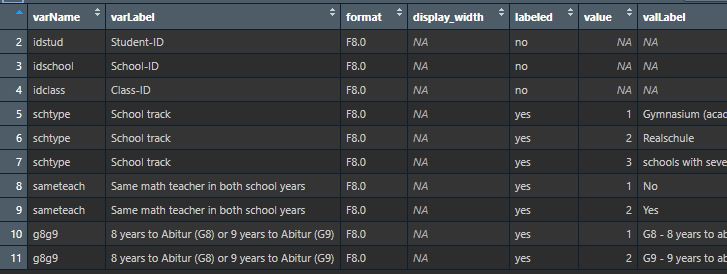 varName varLabel format display_width labeled value valLabel
2 idstud Student-ID F8.0 NA no NA NA
3 idschool School-ID F8.0 NA no NA NA
4 idclass Class-ID F8.0 NA no NA NA
5 schtype School track F8.0 NA yes 1 Gymnasium (acad
6 schtype School track F8.0 NA yes 2 Realschule
7 schtype School track F8.0 NA yes 3 schools with seve
8 sameteach Same math teacher in both school years F8.0 NA yes 1 No
9 sameteach Same math teacher in both school years F8.0 NA yes 2 Yes
10 g8g9 8 years to Abitur (G8) or 9 years to Abitur (G9) F8.0 NA yes 1 G8 - 8 years to ab
11 g8g9 8 years to Abitur (G8) or 9 years to Abitur (G9) F8.0 NA yes 2 G9 - 9 years to ab